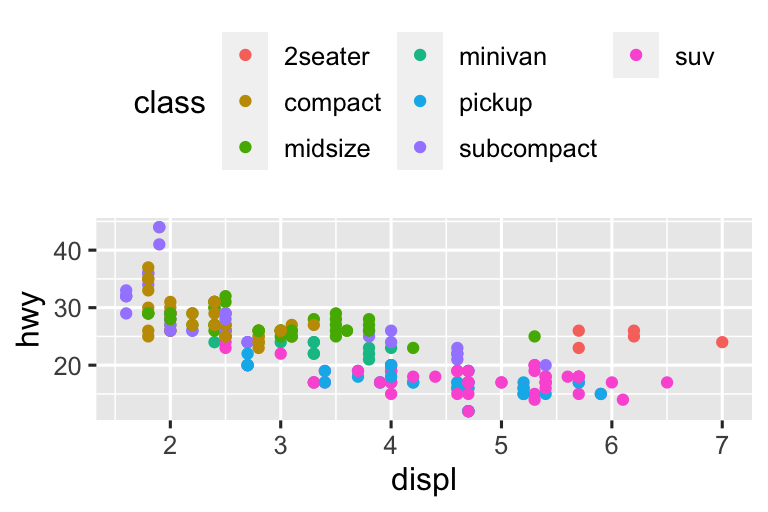 class
2seater
compact
midsize
minivan
pickup
subcompact
suv
hwy
40
30
20
2 3 4 5 6 7
displ